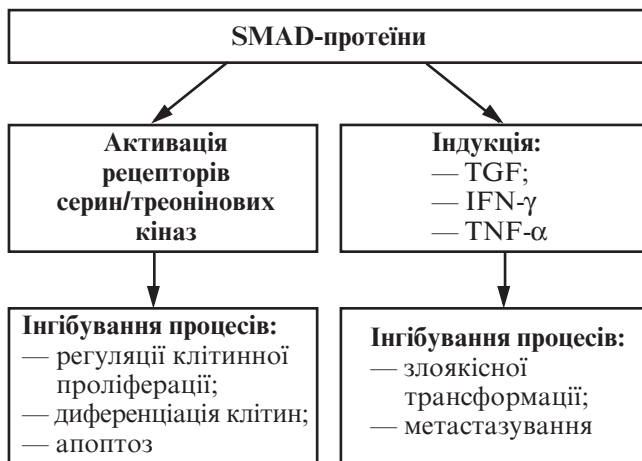 SMAD-протеїни
Активація
рецепторів
серин/треонінових
кіназ
Індукція:
— TGF;
— IFN-γ
— TNF-α
Інгібування процесів:
— регуляції клітинної
проліферації;
— диференціація клітин;
— апоптоз
Інгібування процесів:
— злоякісної
трансформації;
— метастазування